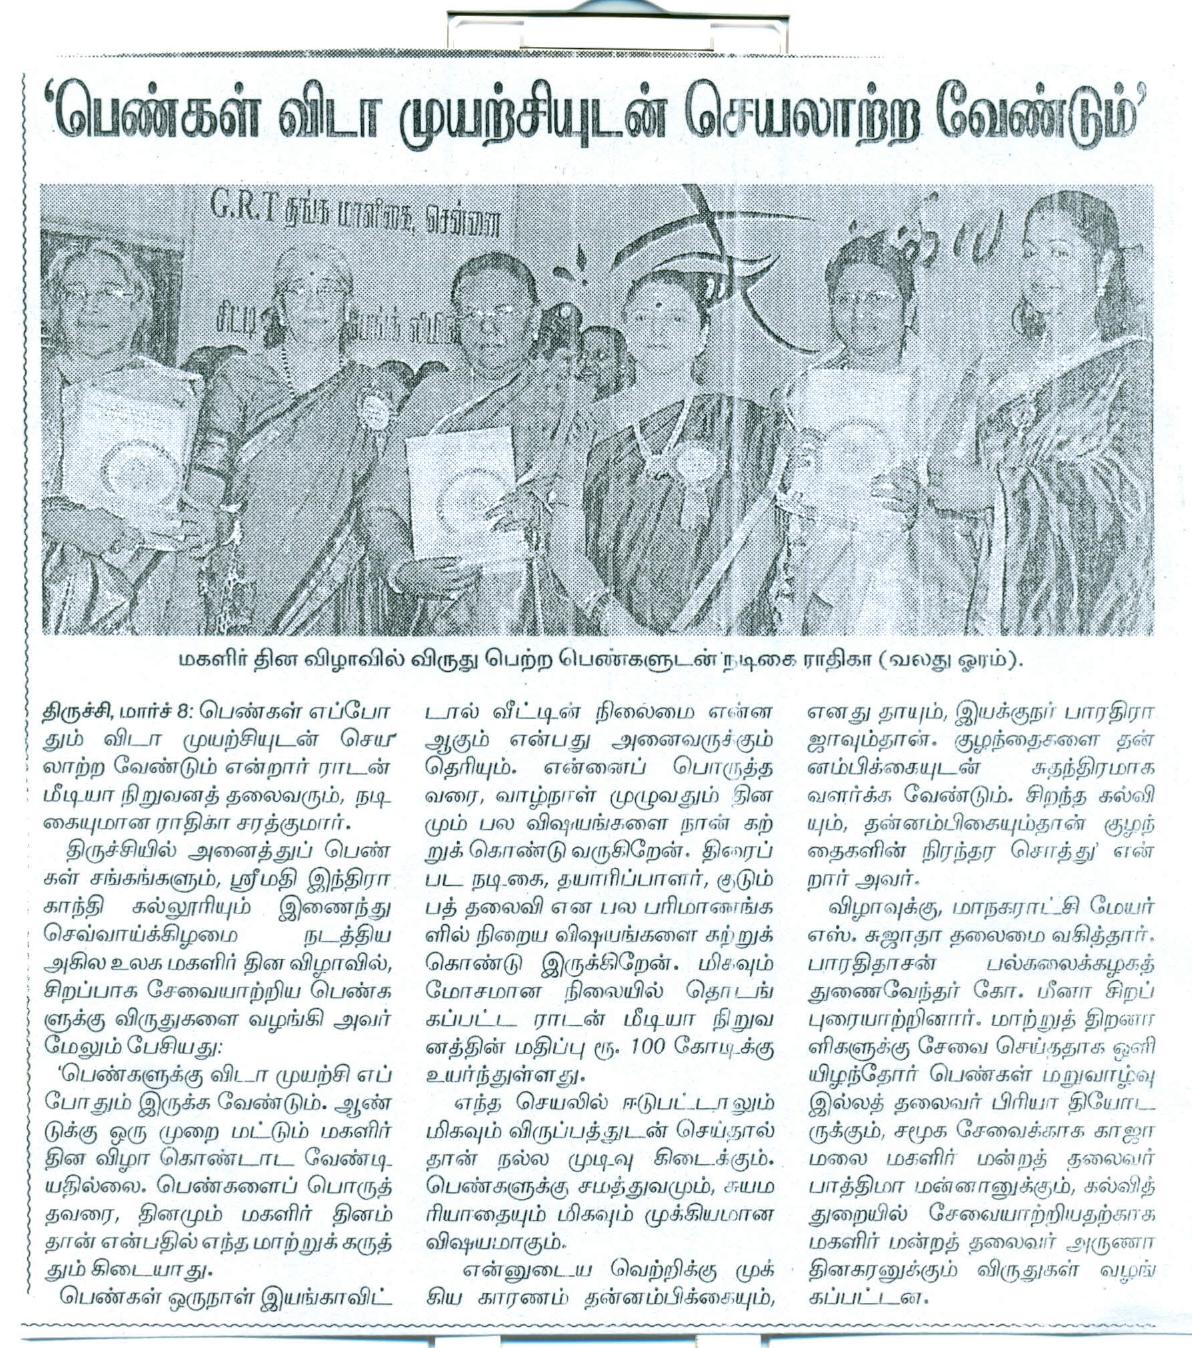 ‘பெண்கள் விடா முயற்சியுடன் செயலாற்ற வேண்டும்’
G.R.T தங்க மாளிகை, சென்னை
சிட்டி
மகளிர் தின விழாவில் விருது பெற்ற பெண்களுடன் நடிகை ராதிகா (வலது ஓரம்).
திருச்சி, மார்ச் 8: பெண்கள் எப்போ
தும் விடா முயற்சியுடன் செய
லாற்ற வேண்டும் என்றார் ராடன்
மீடியா நிறுவனத் தலைவரும், நடி
கையுமான ராதிகா சரத்குமார்.
திருச்சியில் அனைத்துப் பெண்
கள் சங்கங்களும், ஸ்ரீமதி இந்திரா
காந்தி கல்லூரியும் இணைந்து
செவ்வாய்க்கிழமை நடத்திய
அகில உலக மகளிர் தின விழாவில்,
சிறப்பாக சேவையாற்றிய பெண்க
ளுக்கு விருதுகளை வழங்கி அவர்
மேலும் பேசியது:
‘பெண்களுக்கு விடா முயற்சி எப்
போதும் இருக்க வேண்டும். ஆண்
டுக்கு ஒரு முறை மட்டும் மகளிர்
தின விழா கொண்டாட வேண்டி
யதில்லை. பெண்களைப் பொருத்
தவரை, தினமும் மகளிர் தினம்
தான் என்பதில் எந்த மாற்றுக் கருத்
தும் கிடையாது.
பெண்கள் ஒருநாள் இயங்காவிட்
டால் வீட்டின் நிலைமை என்ன
ஆகும் என்பது அனைவருக்கும்
தெரியும். என்னைப் பொருத்த
வரை, வாழ்நாள் முழுவதும் தின
மும் பல விஷயங்களை நான் கற்
றுக் கொண்டு வருகிறேன். திரைப்
பட நடிகை, தயாரிப்பாளர், குடும்
பத் தலைவி என பல பரிமாணங்க
ளில் நிறைய விஷயங்களை கற்றுக்
கொண்டு இருக்கிறேன். மிகவும்
மோசமான நிலையில் தொடங்
கப்பட்ட ராடன் மீடியா நிறுவ
னத்தின் மதிப்பு ரூ. 100 கோடிக்கு
உயர்ந்துள்ளது.
எந்த செயலில் ஈடுபட்டாலும்
மிகவும் விருப்பத்துடன் செய்தால்
தான் நல்ல முடிவு கிடைக்கும்.
பெண்களுக்கு சமத்துவமும், சுயம
ரியாதையும் மிகவும் முக்கியமான
விஷயமாகும்.
என்னுடைய வெற்றிக்கு முக்
கிய காரணம் தன்னம்பிக்கையும்,
எனது தாயும், இயக்குநர் பாரதிரா
ஜாவும்தான். குழந்தைகளை தன்
னம்பிக்கையுடன் சுதந்திரமாக
வளர்க்க வேண்டும். சிறந்த கல்வி
யும், தன்னம்பிகையும்தான் குழந்
தைகளின் நிரந்தர சொத்து’ என்
றார் அவர்.
விழாவுக்கு, மாநகராட்சி மேயர்
எஸ். சுஜாதா தலைமை வகித்தார்.
பாரதிதாசன் பல்கலைக்கழகத்
துணைவேந்தர் கோ. மீனா சிறப்
புரையாற்றினார். மாற்றுத் திறனா
ளிகளுக்கு சேவை செய்ததாக ஒளி
யிழந்தோர் பெண்கள் மறுவாழ்வு
இல்லத் தலைவர் பிரியா தியோட
ருக்கும், சமூக சேவைக்காக காஜா
மலை மகளிர் மன்றத் தலைவர்
பாத்திமா மன்னானுக்கும், கல்வித்
துறையில் சேவையாற்றியதற்காக
மகளிர் மன்றத் தலைவர் அருணா
தினகரனுக்கும் விருதுகள் வழங்
கப்பட்டன.